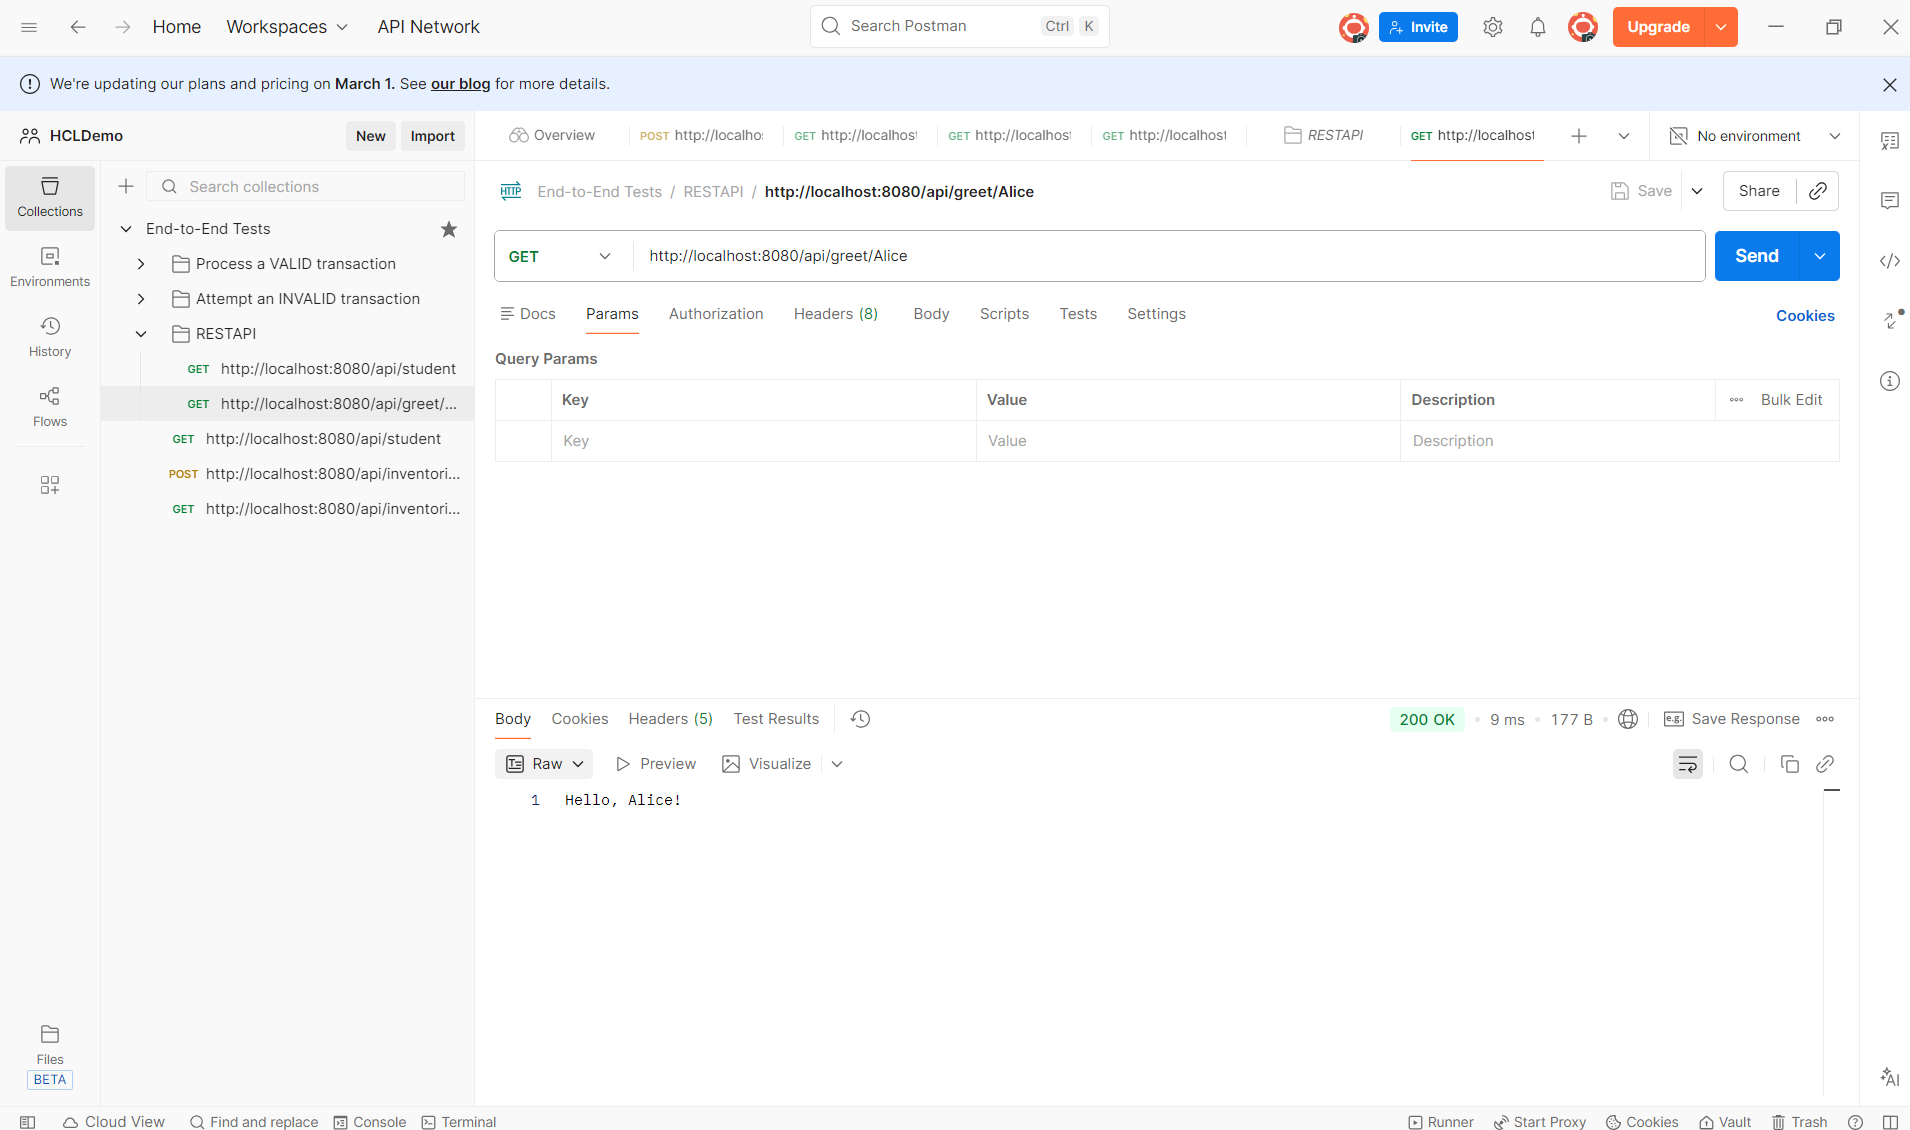 Home Workspaces API Network Search Postman Ctrl K Invite Upgrade
We're updating our plans and pricing on March 1. See our blog for more details.
HCLDemo New Import
Overview POST http://localho: GET http://localhost GET http://localhost GET http://localhost RESTAPI GET http://localhost No environment
Search collections
Collections
Environments
History
Flows
Files
BETA
End-to-End Tests
Process a VALID transaction
Attempt an INVALID transaction
RESTAPI
GET http://localhost:8080/api/student
GET http://localhost:8080/api/greet/...
GET http://localhost:8080/api/student
POST http://localhost:8080/api/inventori...
GET http://localhost:8080/api/inventori...
HTTP End-to-End Tests / RESTAPI / http://localhost:8080/api/greet/Alice Save Share
GET http://localhost:8080/api/greet/Alice Send
Docs Params Authorization Headers (8) Body Scripts Tests Settings Cookies
Query Params
Key Value Description Bulk Edit
Key Value Description
Body Cookies Headers (5) Test Results 200 OK 9 ms 177 B e.g. Save Response
Raw Preview Visualize
1 Hello, Alice!
AI
Cloud View Find and replace Console Terminal Runner Start Proxy Cookies Vault Trash